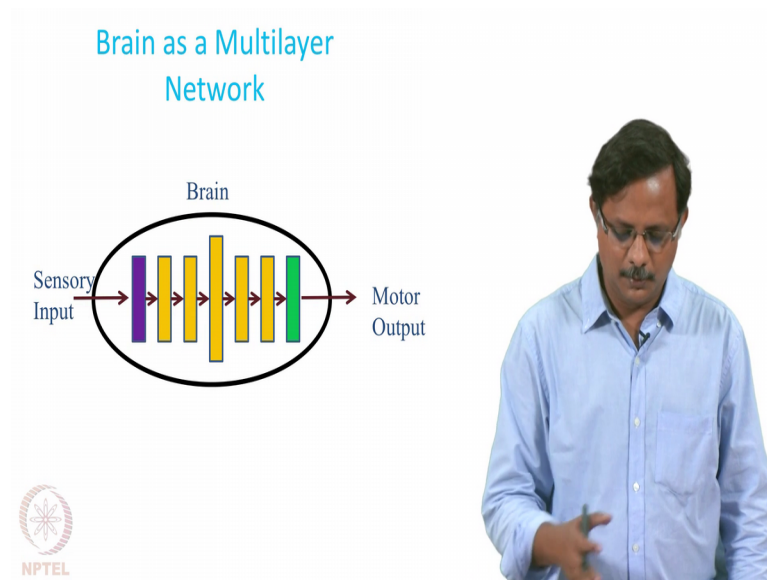 Brain as a Multilayer
Network
Brain
Sensory
Input
Motor
Output
NPTEL